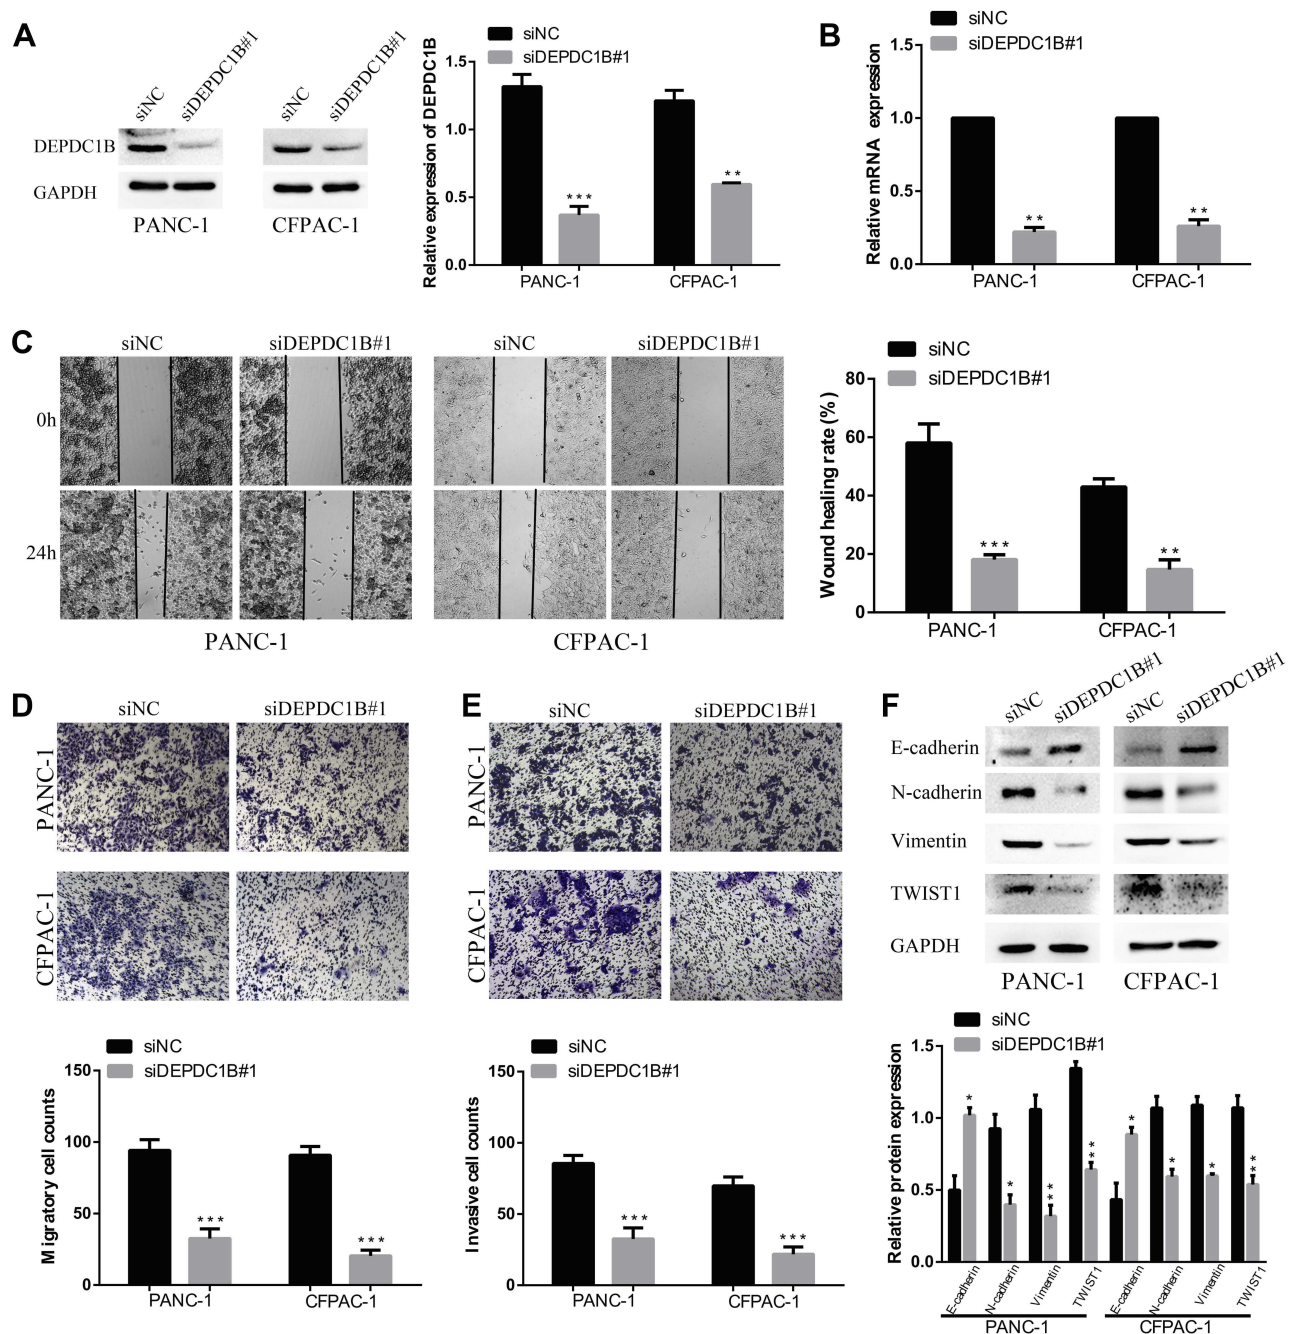 A
siNC
siDEPDC1B#1
siNC
siDEPDC1B#1
DEPDC1B
GAPDH
PANC-1
CFPAC-1
siNC
siDEPDC1B#1
Relative expression of DEPDC1B
1.5
1.0
0.5
0.0
***
**
PANC-1
CFPAC-1
B
siNC
siDEPDC1B#1
Relative mRNA expression
1.5
1.0
0.5
0.0
**
**
PANC-1
CFPAC-1
C
siNC
siDEPDC1B#1
siNC
siDEPDC1B#1
0h
24h
PANC-1
CFPAC-1
siNC
siDEPDC1B#1
Wound healing rate (%)
80
60
40
20
0
***
**
PANC-1
CFPAC-1
D
siNC
siDEPDC1B#1
PANC-1
CFPAC-1
siNC
siDEPDC1B#1
Migratory cell counts
150
100
50
0
***
***
PANC-1
CFPAC-1
E
siNC
siDEPDC1B#1
PANC-1
CFPAC-1
siNC
siDEPDC1B#1
Invasive cell counts
150
100
50
0
***
***
PANC-1
CFPAC-1
F
siNC
siDEPDC1B#1
siNC
siDEPDC1B#1
E-cadherin
N-cadherin
Vimentin
TWIST1
GAPDH
PANC-1
CFPAC-1
siNC
siDEPDC1B#1
Relative protein expression
1.5
1.0
0.5
0.0
*
*
**
**
*
*
*
**
E-cadherin
N-cadherin
Vimentin
TWIST1
E-cadherin
N-cadherin
Vimentin
TWIST1
PANC-1
CFPAC-1